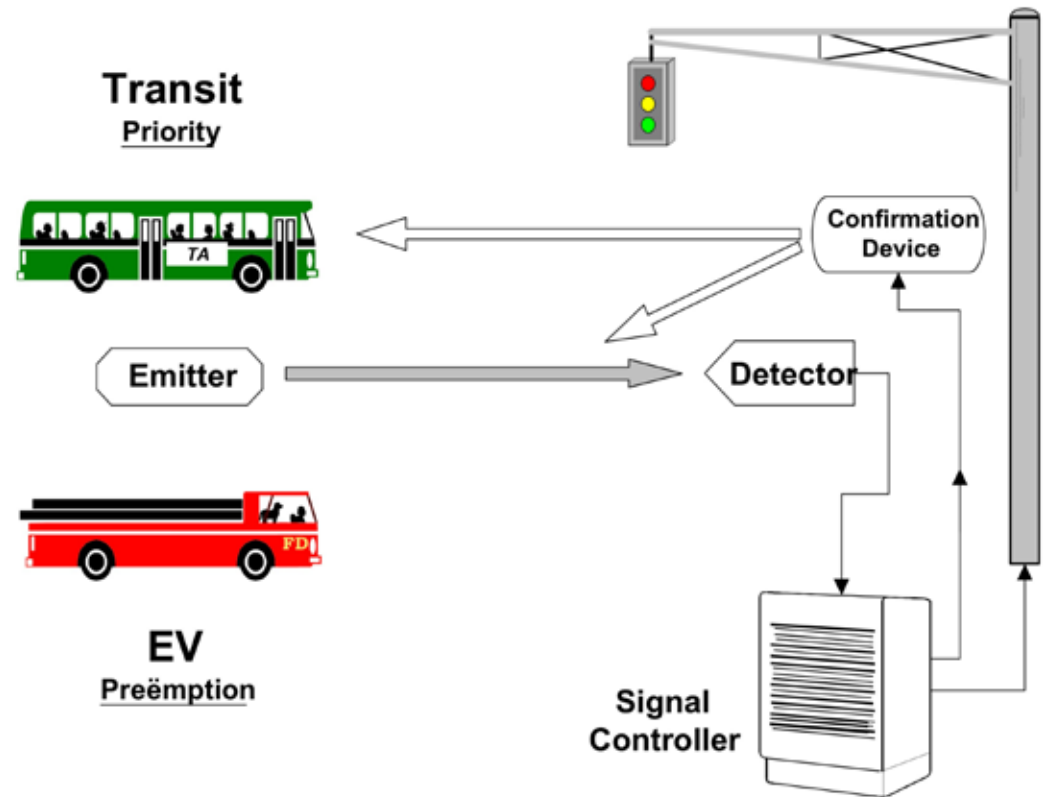 Transit
Priority
TA
Confirmation
Device
Emitter
Detector
FD
EV
Preëmption
Signal
Controller